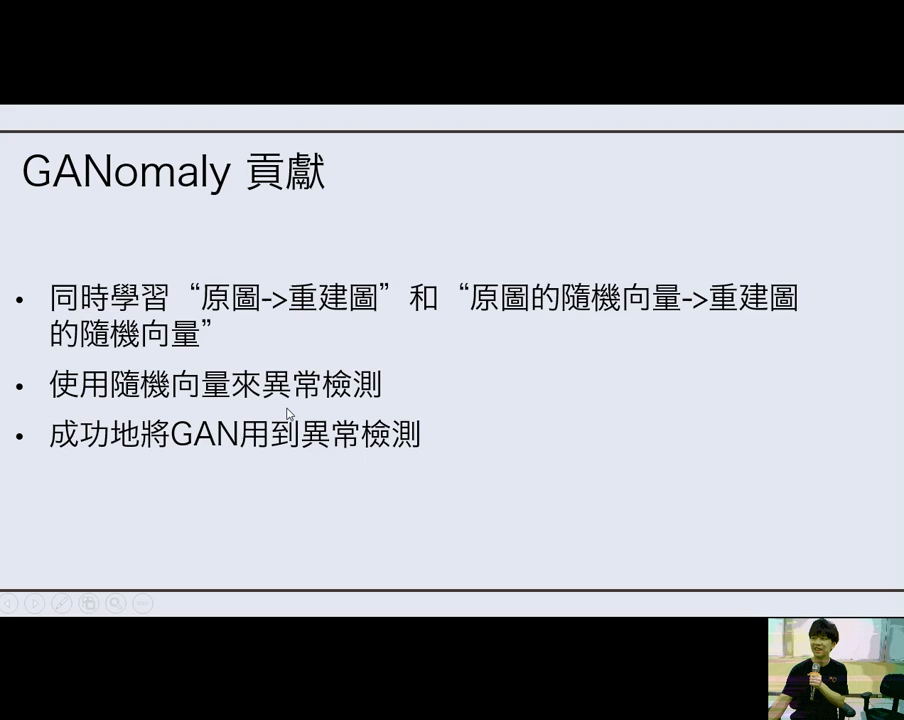 GANomaly 貢獻
• 同時學習“原圖->重建圖”和“原圖的隨機向量->重建圖
的隨機向量”
• 使用隨機向量來異常檢測
• 成功地將GAN用到異常檢測